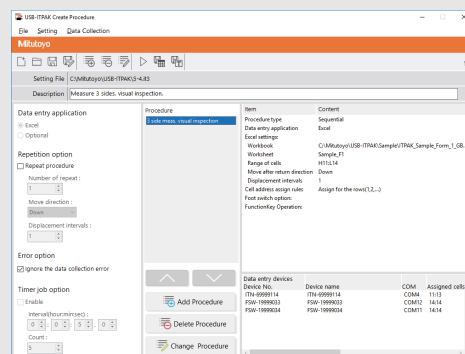 USB-ITPAK Create Procedure
File Setting Data Collection
Mitutoyo
Setting File C:\Mitutoyo\USB-ITPAK\3-4.it3
Description Measure 3 sides, visual inspection.
Data entry application
Excel
Optional
Repetition option
Repeat procedure
Number of repeat :
1
Move direction :
Down
Displacement intervals :
1
Error option
Ignore the data collection error
Timer job option
Enable
Interval(hour:min:sec) :
0 : 0 : 5 . 0
Count :
5
Procedure
3 side meas, visual inspection
Add Procedure
Delete Procedure
Change Procedure
Item Content
Procedure type Sequential
Data entry application Excel
Excel settings:
Workbook C:\Mitutoyo\USB-ITPAK\Sample\ITPAK_Sample_Form_1_GB.
Worksheet Sample_F1
Range of cells H11:L14
Move after return direction Down
Displacement intervals 1
Cell address assign rules Assign for the rows(1,2,...)
Foot switch option:
FunctionKey Operation:
Data entry devices
Device No. Device name COM Assigned cells
ITN-69999114 ITN-69999114 COM4 11:13
FSW-19999033 FSW-19999033 COM12 14:14
FSW-19999034 FSW-19999034 COM11 14:14